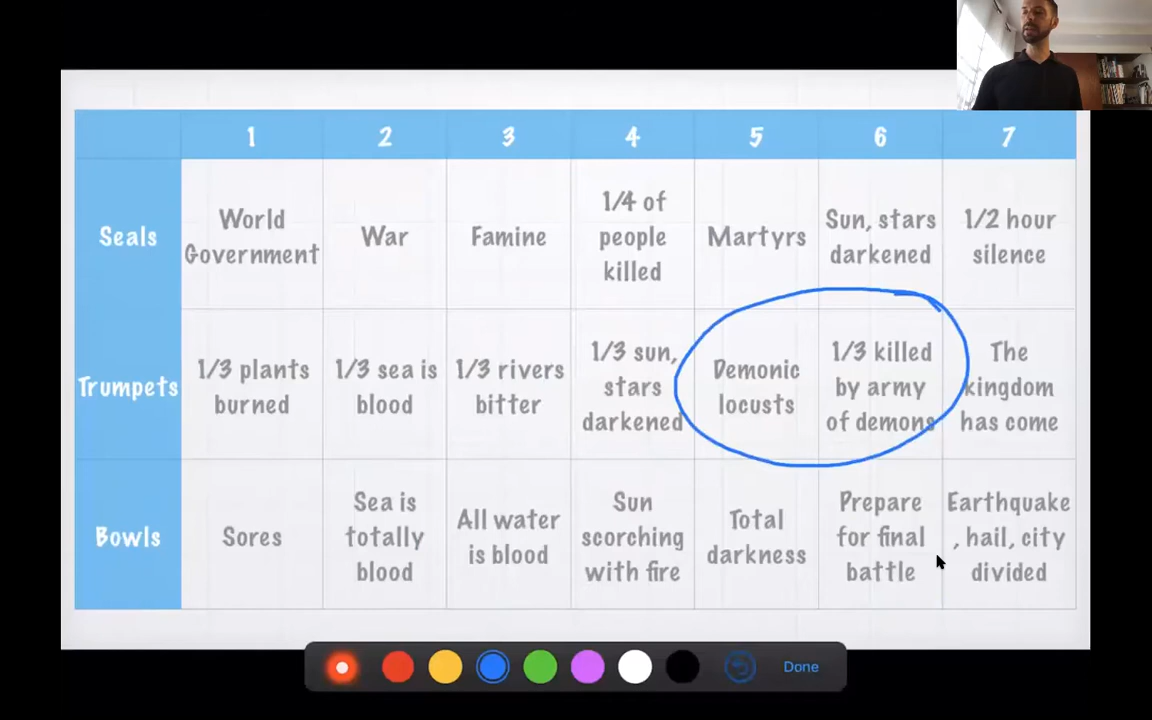 1 2 3 4 5 6 7
Seals
World
Government
War
Famine
1/4 of
people
killed
Martyrs
Sun, stars
darkened
1/2 hour
silence
Trumpets
1/3 plants
burned
1/3 sea is
blood
1/3 rivers
bitter
1/3 sun,
stars
darkened
Demonic
locusts
1/3 killed
by army
of demons
The
kingdom
has come
Bowls
Sores
Sea is
totally
blood
All water
is blood
Sun
scorching
with fire
Total
darkness
Prepare
for final
battle
Earthquake
, hail, city
divided
Done